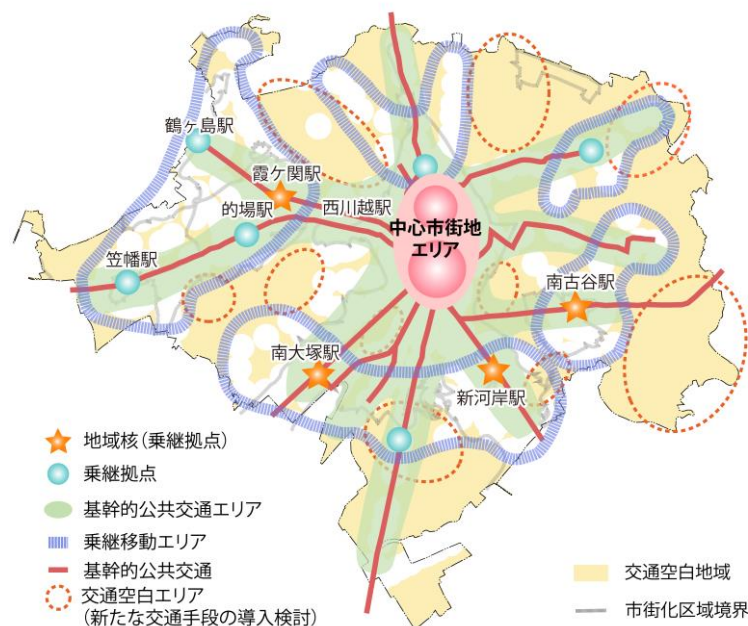 鶴ヶ島駅
霞ケ関駅
西川越駅
的場駅
中心市街地
エリア
笠幡駅
南古谷駅
南大塚駅
新河岸駅
地域核(乗継拠点)
乗継拠点
基幹的公共交通エリア
乗継移動エリア
基幹的公共交通
交通空白エリア
(新たな交通手段の導入検討)
交通空白地域
市街化区域境界